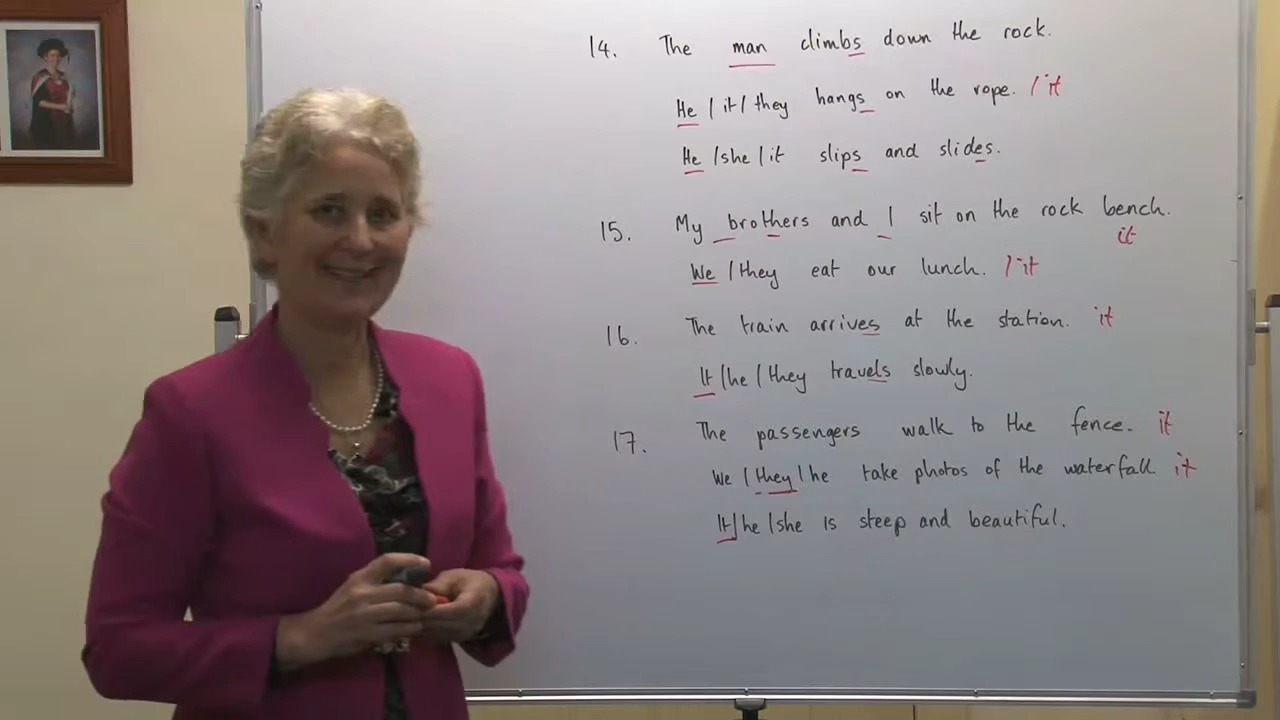 14. The man climbs down the rock.
He / it / they hangs on the rope. / it
He / she / it slips and slides.
15. My brothers and I sit on the rock bench.
it
We / they eat our lunch. / it
16. The train arrives at the station. it
It / he / they travels slowly.
17. The passengers walk to the fence. it
We / they / he take photos of the waterfall it
It / he / she is steep and beautiful.